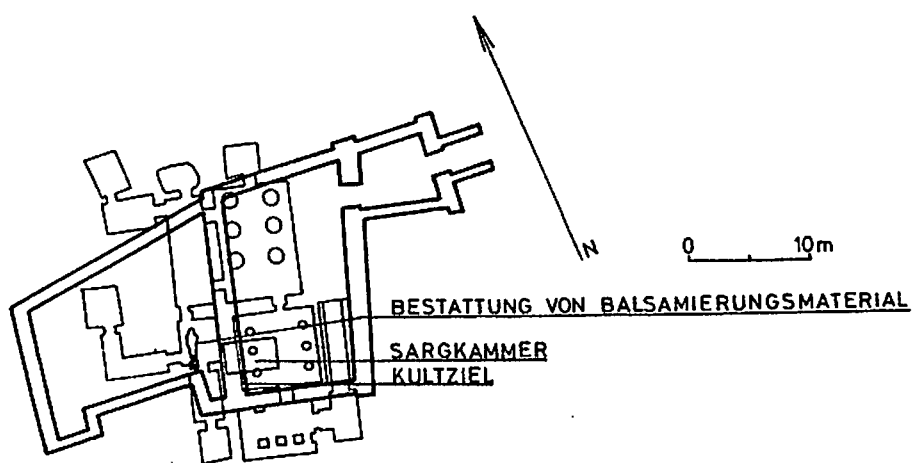 N
0 10m
BESTATTUNG VON BALSAMIERUNGSMATERIAL
SARGKAMMER
KULTZIEL